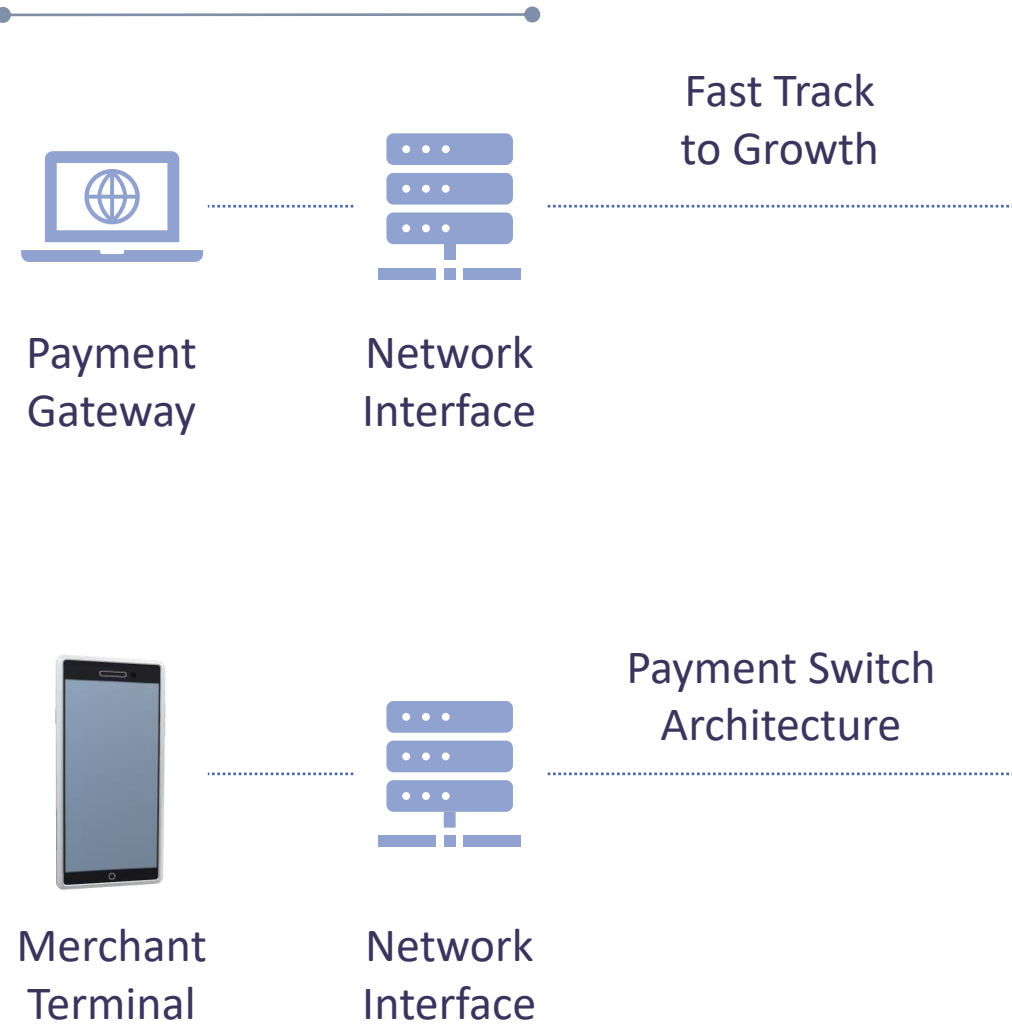 Fast Track
to Growth
Payment
Gateway
Network
Interface
Payment Switch
Architecture
Merchant
Terminal
Network
Interface